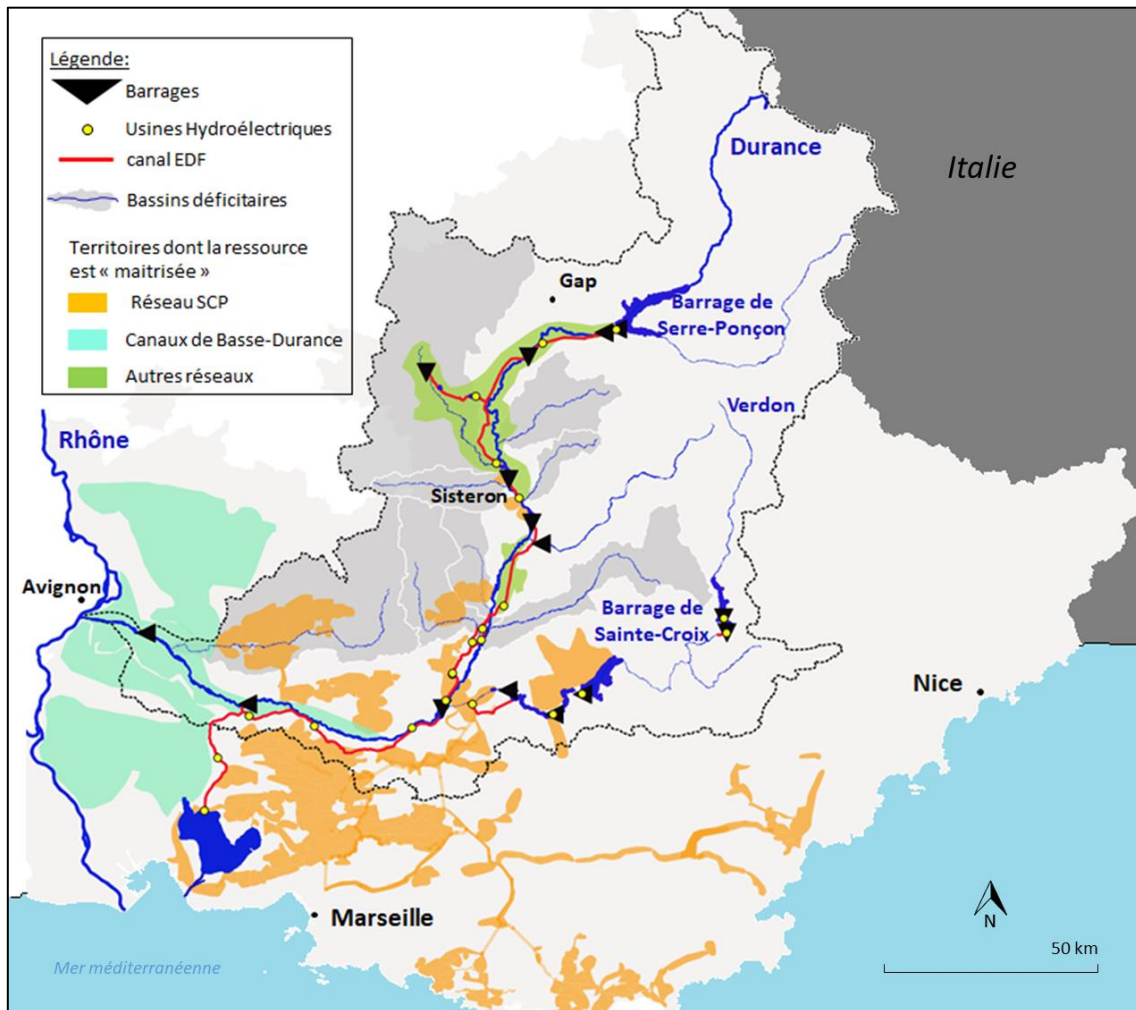 Légende:
Barrages
Usines Hydroélectriques
canal EDF
Bassins déficitaires
Territoires dont la ressource
est « maitrisée »
Réseau SCP
Canaux de Basse-Durance
Autres réseaux
Durance
Italie
Gap
Barrage de
Serre-Ponçon
Verdon
Rhône
Sisteron
Avignon
Barrage de
Sainte-Croix
Nice
Marseille
N
50 km
Mer méditerranéenne